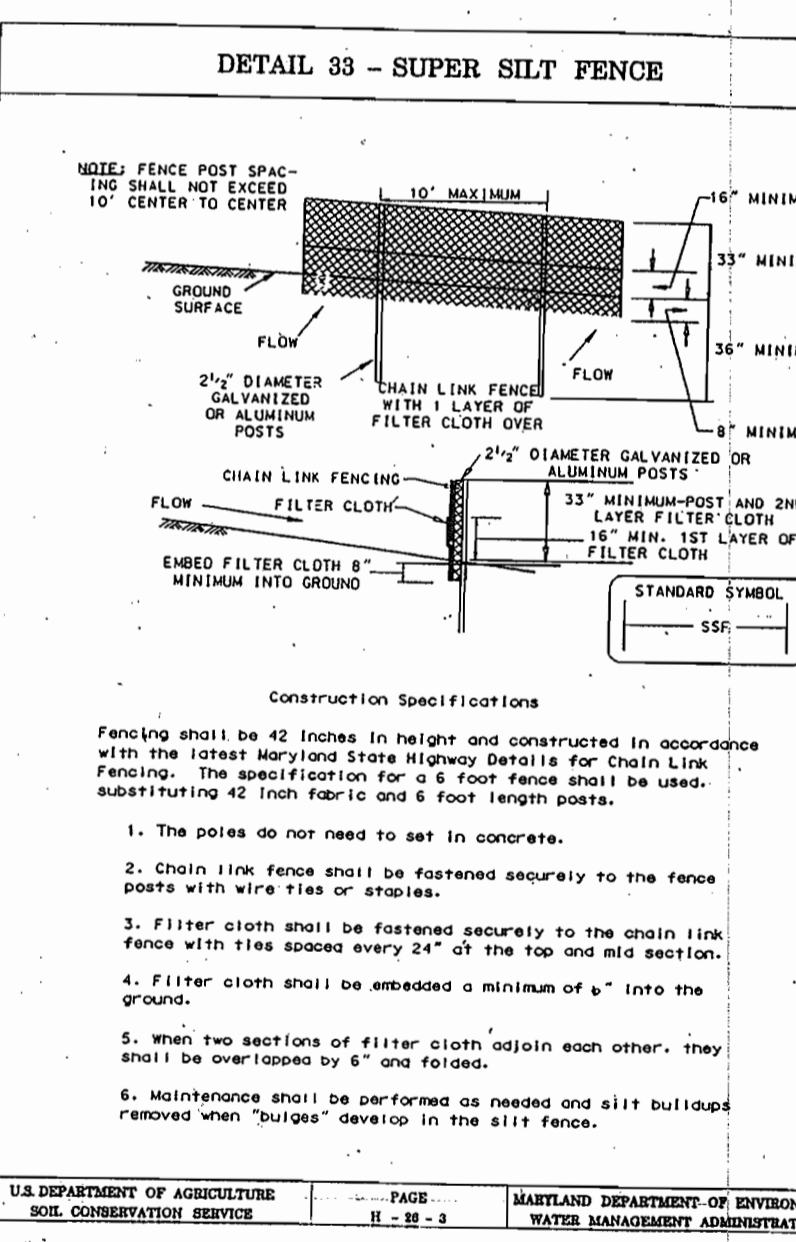 DETAIL 33 - SUPER SILT FENCE
NOTE: FENCE POST SPAC-
ING SHALL NOT EXCEED
10' CENTER TO CENTER
10' MAXIMUM
16" MINIM
33" MINI
36" MINI
8" MINIM
GROUND
SURFACE
FLOW
FLOW
2 1/2" DIAMETER
GALVANIZED
OR ALUMINUM
POSTS
CHAIN LINK FENCE
WITH 1 LAYER OF
FILTER CLOTH OVER
2 1/2" DIAMETER GALVANIZED OR
ALUMINUM POSTS
CHAIN LINK FENCING
FLOW
FILTER CLOTH
33" MINIMUM-POST AND 2N
LAYER FILTER CLOTH
16" MIN. 1ST LAYER OF
FILTER CLOTH
EMBED FILTER CLOTH 8"
MINIMUM INTO GROUND
STANDARD SYMBOL
SSF
Construction Specifications
Fencing shall be 42 inches in height and constructed in accordance
with the latest Maryland State Highway Details for Chain Link
Fencing. The specification for a 6 foot fence shall be used.
substituting 42 inch fabric and 6 foot length posts.
1. The poles do not need to set in concrete.
2. Chain link fence shall be fastened securely to the fence
posts with wire ties or staples.
3. Filter cloth shall be fastened securely to the chain link
fence with ties spaced every 24" at the top and mid section.
4. Filter cloth shall be embedded a minimum of into the
ground.
5. When two sections of filter cloth adjoin each other. they
shall be overlapped by 6" and folded.
6. Maintenance shall be performed as needed and silt buildups
removed when "bulges" develop in the silt fence.
U.S. DEPARTMENT OF AGRICULTURE
SOIL CONSERVATION SERVICE
PAGE
H - 26 - 3
MARYLAND DEPARTMENT OF ENVIRON
WATER MANAGEMENT ADMINISTRAT